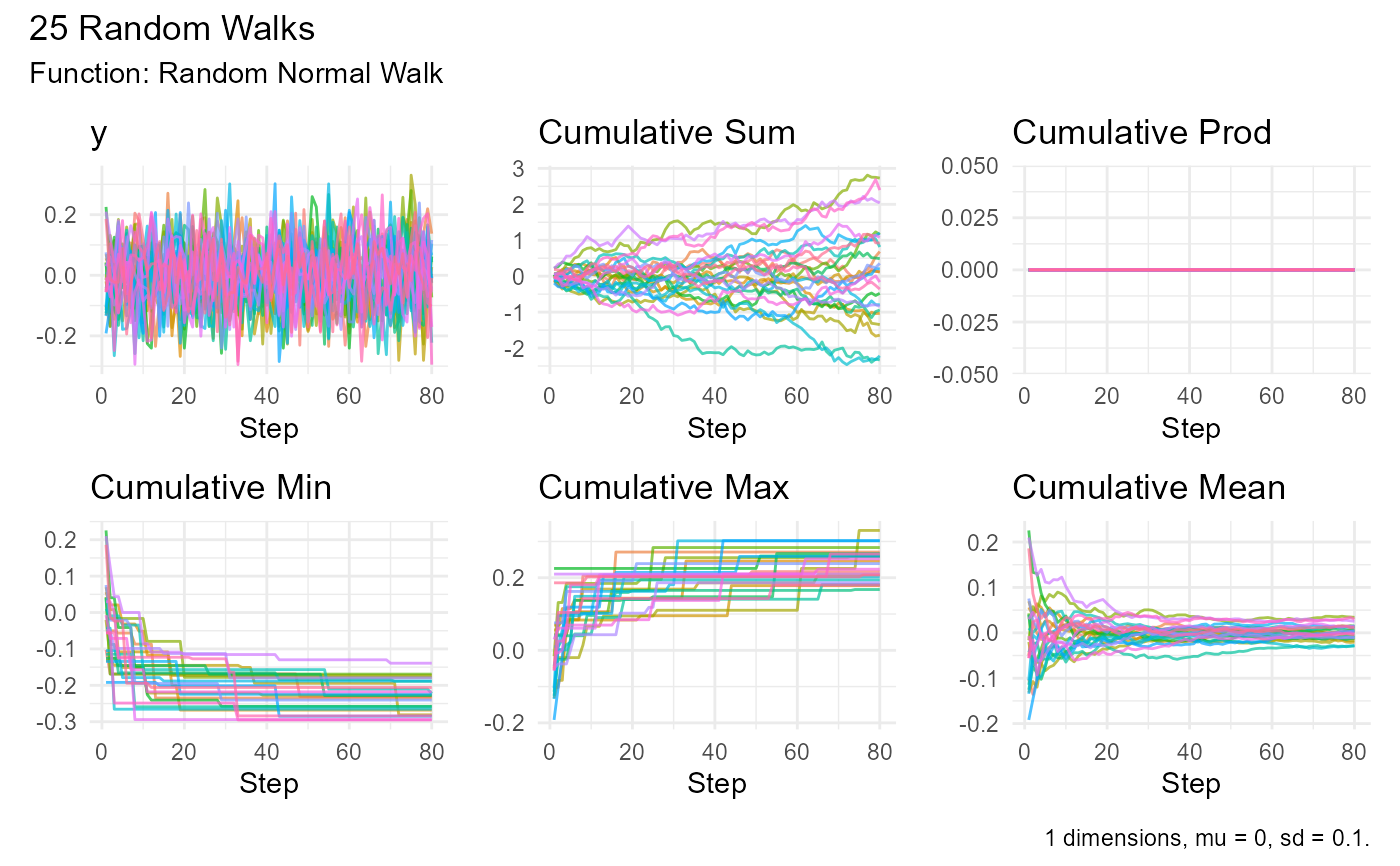 25 Random Walks
Function: Random Normal Walk
y
0.2
0.0
-0.2
0 20 40 60 80
Step
Cumulative Sum
3
2
1
0
-1
-2
0 20 40 60 80
Step
Cumulative Prod
0.050
0.025
0.000
-0.025
-0.050
0 20 40 60 80
Step
Cumulative Min
0.2
0.1
0.0
-0.1
-0.2
-0.3
0 20 40 60 80
Step
Cumulative Max
0.2
0.0
-0.2
0 20 40 60 80
Step
Cumulative Mean
0.2
0.1
0.0
-0.1
-0.2
0 20 40 60 80
Step
1 dimensions, mu = 0, sd = 0.1.